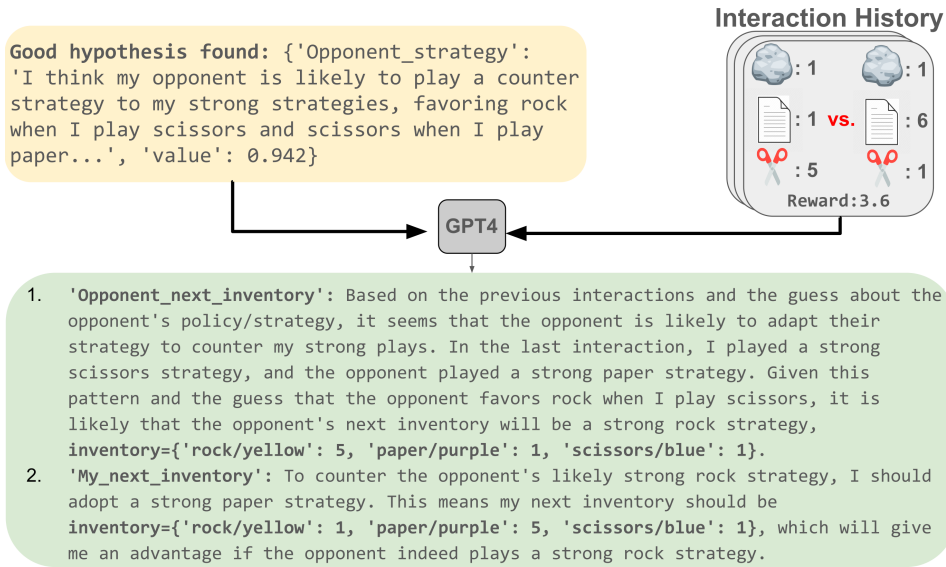 Interaction History
Good hypothesis found: {'Opponent_strategy':
'I think my opponent is likely to play a counter
strategy to my strong strategies, favoring rock
when I play scissors and scissors when I play
paper...', 'value': 0.942}
: 1 : 1
: 1 vs. : 6
: 5 : 1
Reward:3.6
GPT4
1. 'Opponent_next_inventory': Based on the previous interactions and the guess about the
opponent's policy/strategy, it seems that the opponent is likely to adapt their
strategy to counter my strong plays. In the last interaction, I played a strong
scissors strategy, and the opponent played a strong paper strategy. Given this
pattern and the guess that the opponent favors rock when I play scissors, it is
likely that the opponent's next inventory will be a strong rock strategy,
inventory={'rock/yellow': 5, 'paper/purple': 1, 'scissors/blue': 1}.
2. 'My_next_inventory': To counter the opponent's likely strong rock strategy, I should
adopt a strong paper strategy. This means my next inventory should be
inventory={'rock/yellow': 1, 'paper/purple': 5, 'scissors/blue': 1}, which will give
me an advantage if the opponent indeed plays a strong rock strategy.